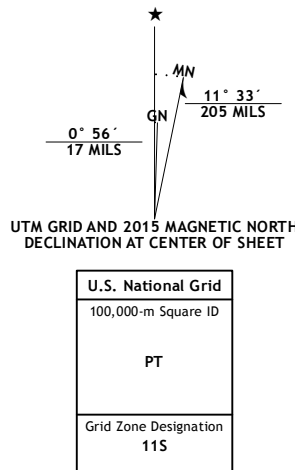 ★
MN
GN
11° 33´
205 MILS
0° 56´
17 MILS
UTM GRID AND 2015 MAGNETIC NORTH
DECLINATION AT CENTER OF SHEET
U.S. National Grid
100,000-m Square ID
PT
Grid Zone Designation
11S